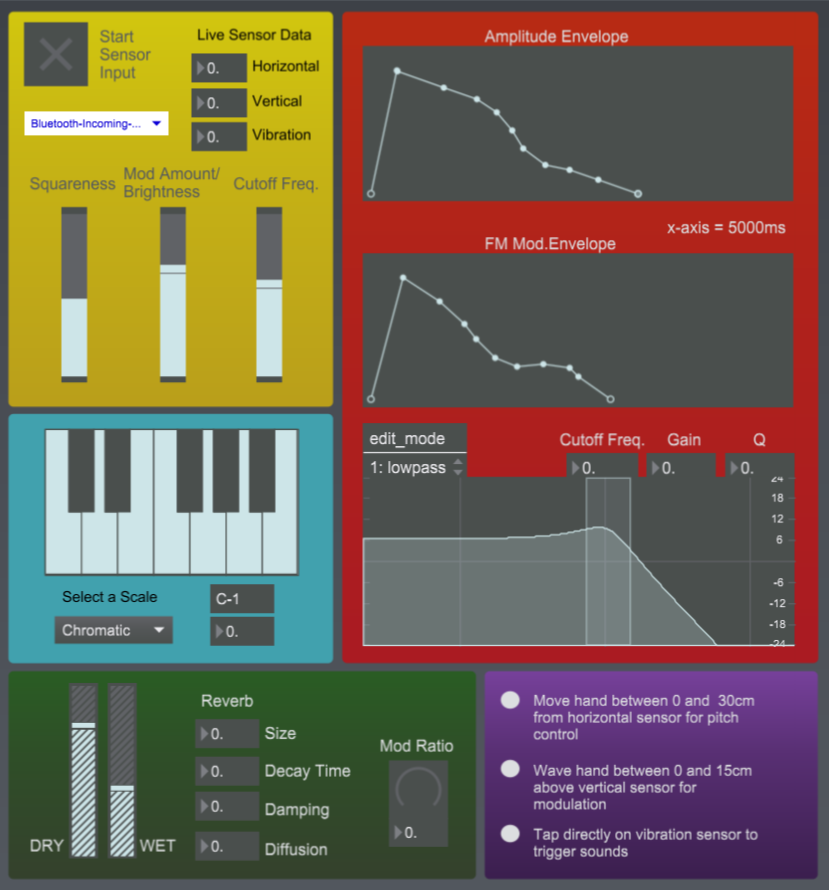 Start
Sensor
Input
Live Sensor Data
0. Horizontal
0. Vertical
0. Vibration
Bluetooth-Incoming-...
Squareness
Mod Amount/
Brightness
Cutoff Freq.
Amplitude Envelope
x-axis = 5000ms
FM Mod.Envelope
edit_mode
1: lowpass
Cutoff Freq. Gain Q
0. 0. 0.
24
18
12
6
-6
-12
-18
-24
Select a Scale
Chromatic
C-1
0.
DRY
WET
Reverb
0. Size
0. Decay Time
0. Damping
0. Diffusion
Mod Ratio
0.
Move hand between 0 and 30cm
from horizontal sensor for pitch
control
Wave hand between 0 and 15cm
above vertical sensor for
modulation
Tap directly on vibration sensor to
trigger sounds